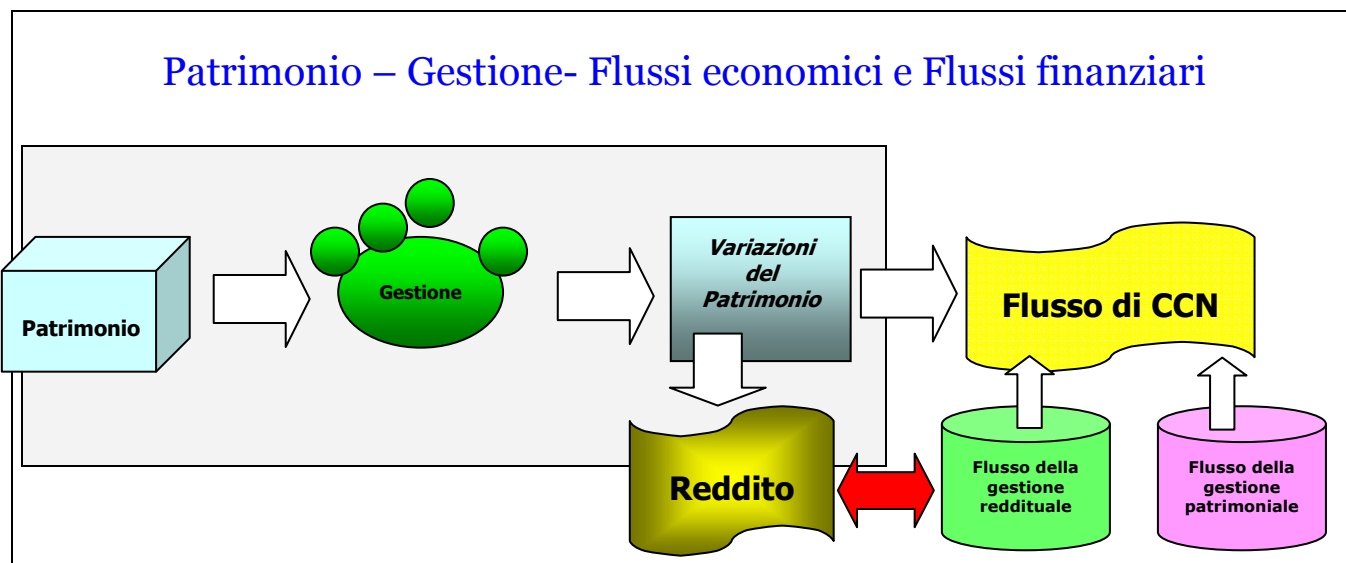 Patrimonio – Gestione- Flussi economici e Flussi finanziari
Patrimonio
Gestione
Variazioni
del
Patrimonio
Flusso di CCN
Reddito
Flusso della
gestione
reddituale
Flusso della
gestione
patrimoniale